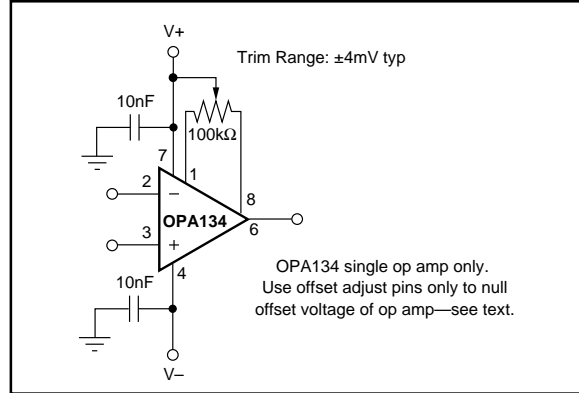 V+
Trim Range: ±4mV typ
10nF
100kΩ
7
1
2
–
8
OPA134
6
3
+
4
10nF
OPA134 single op amp only.
Use offset adjust pins only to null
offset voltage of op amp—see text.
V–